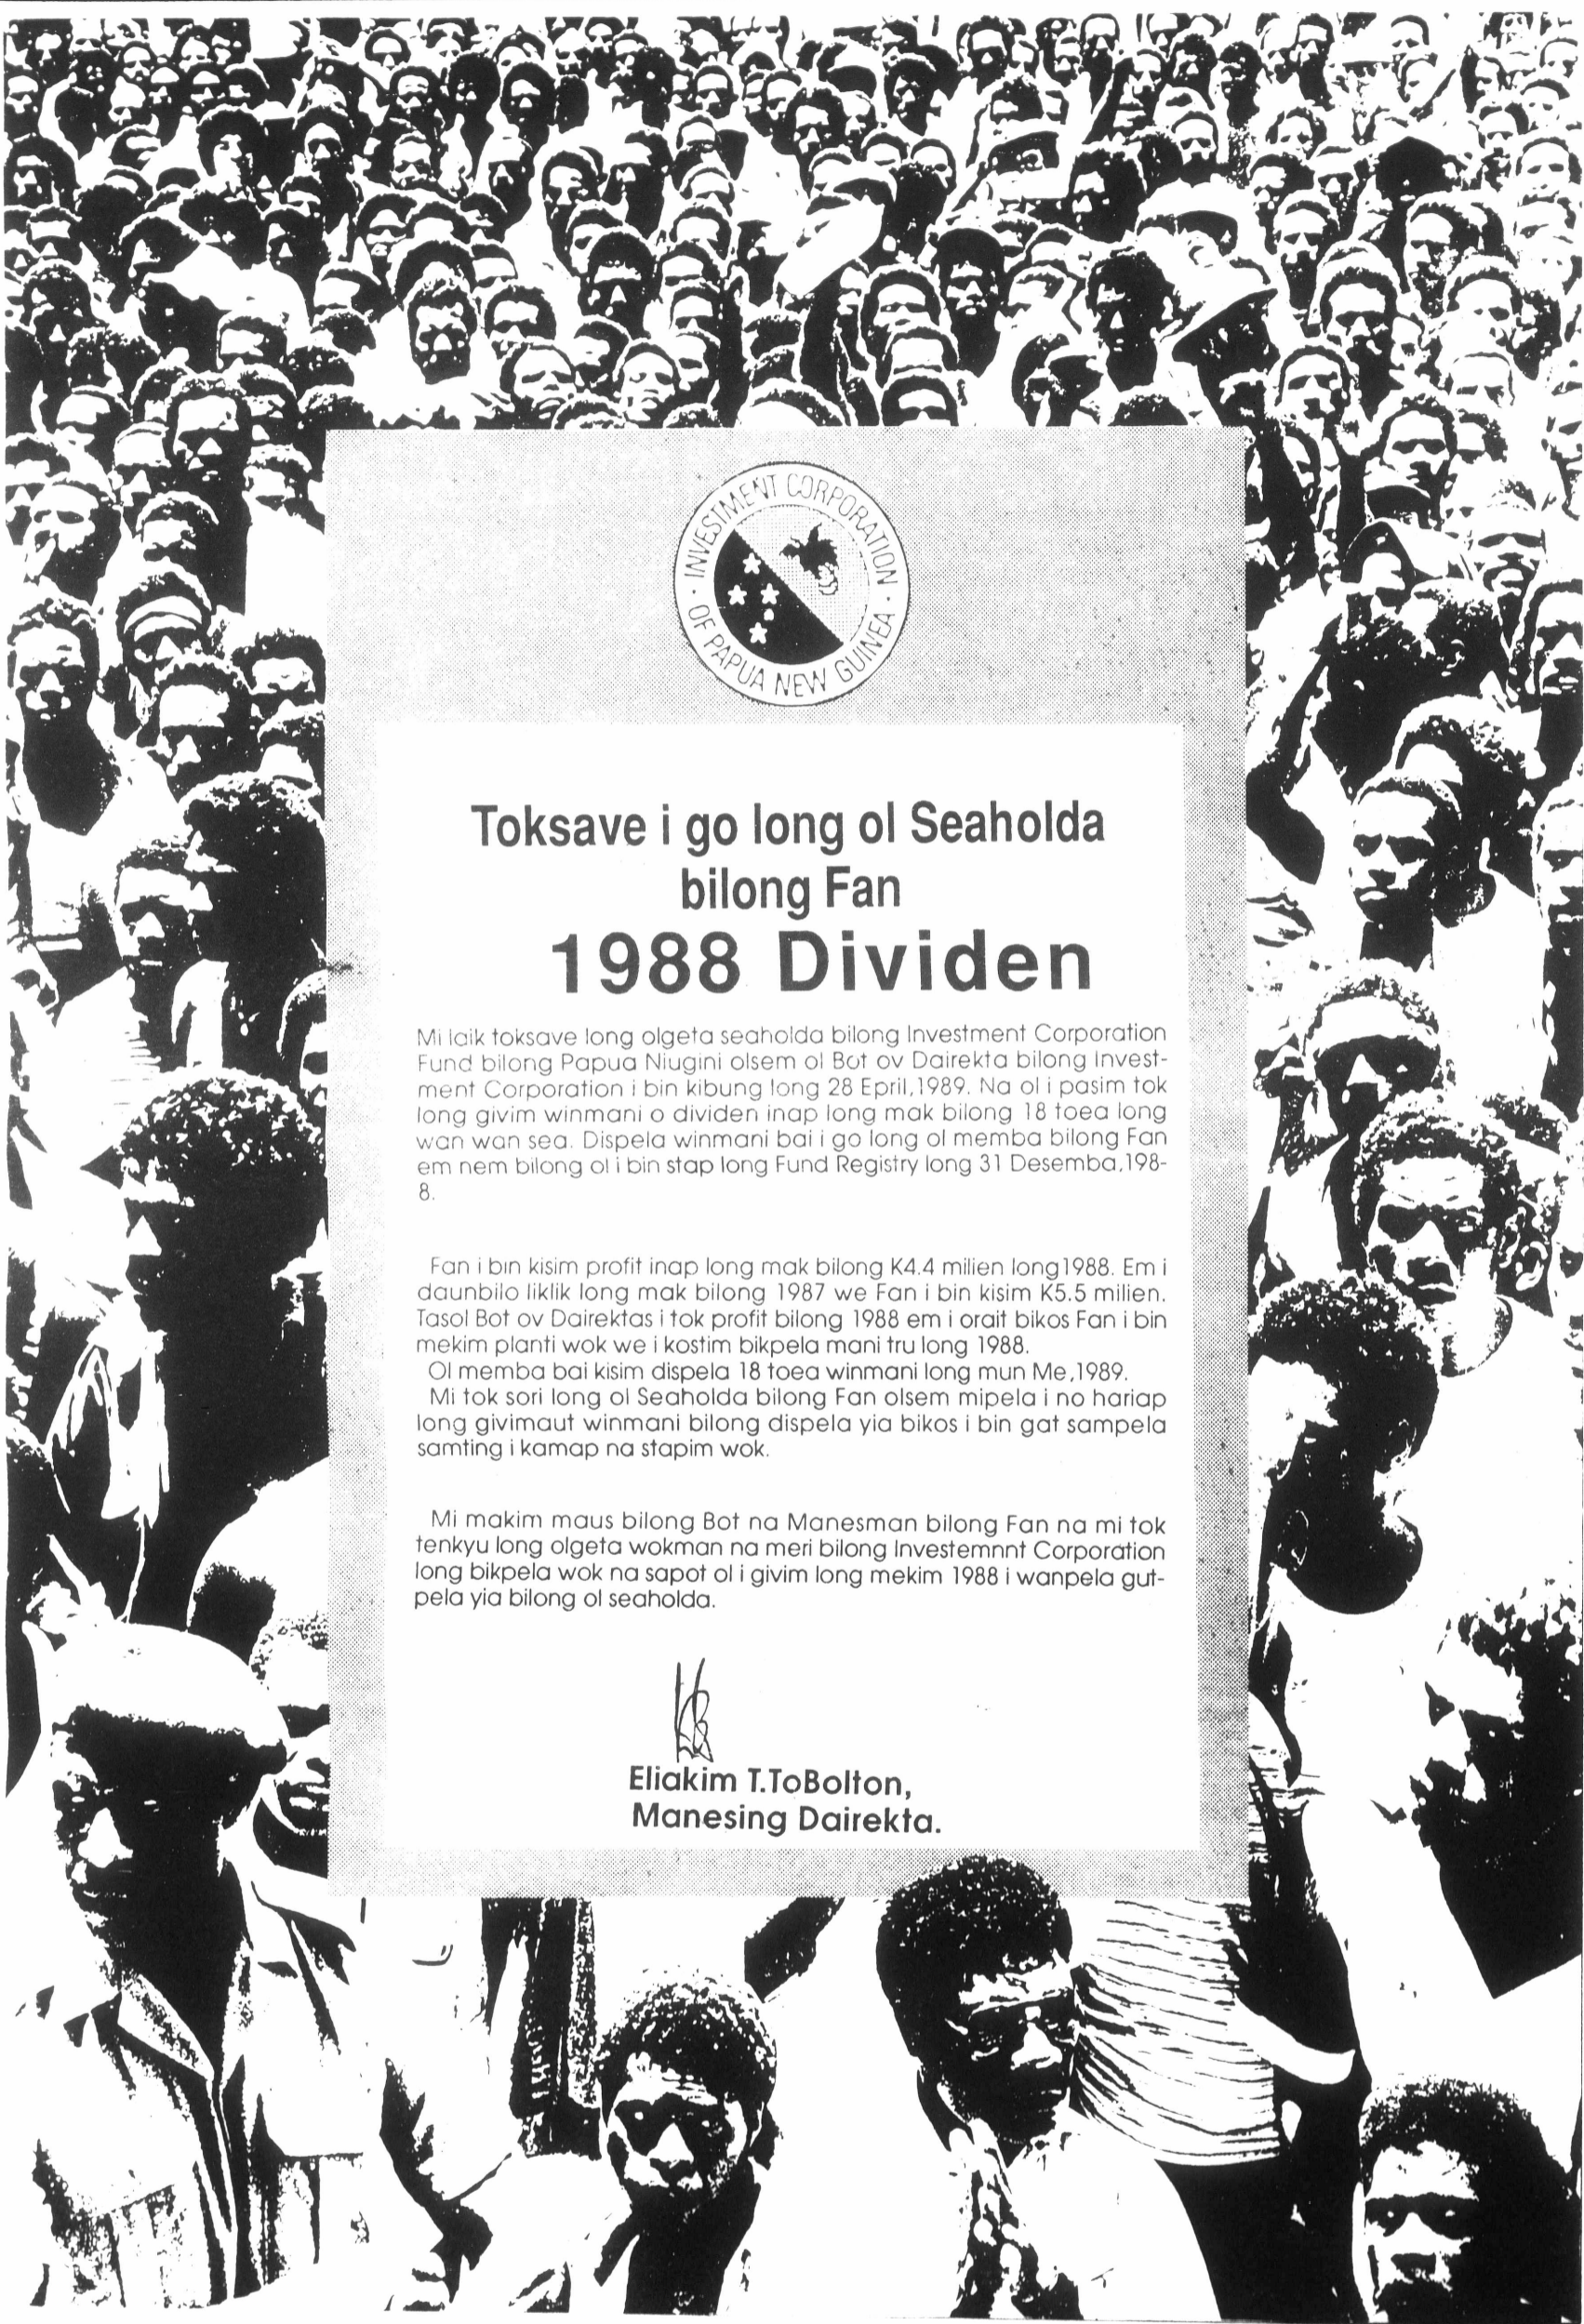 · INVESTMENT CORPORATION ·
OF PAPUA NEW GUINEA
Toksave i go long ol Seaholda
bilong Fan
1988 Dividen
Mi laik toksave long olgeta seaholda bilong Investment Corporation
Fund bilong Papua Niugini olsem ol Bot ov Dairekta bilong Invest-
ment Corporation i bin kibung long 28 Epril,1989. Na ol i pasim tok
long givim winmani o dividen inap long mak bilong 18 toea long
wan wan sea. Dispela winmani bai i go long ol memba bilong Fan
em nem bilong ol i bin stap long Fund Registry long 31 Desemba,198-
8.
Fan i bin kisim profit inap long mak bilong K4.4 milien long1988. Em i
daunbilo liklik long mak bilong 1987 we Fan i bin kisim K5.5 milien.
Tasol Bot ov Dairektas i tok profit bilong 1988 em i orait bikos Fan i bin
mekim planti wok we i kostim bikpela mani tru long 1988.
Ol memba bai kisim dispela 18 toea winmani long mun Me,1989.
Mi tok sori long ol Seaholda bilong Fan olsem mipela i no hariap
long givimaut winmani bilong dispela yia bikos i bin gat sampela
samting i kamap na stapim wok.
Mi makim maus bilong Bot na Manesman bilong Fan na mi tok
tenkyu long olgeta wokman na meri bilong Investemnnt Corporation
long bikpela wok na sapot ol i givim long mekim 1988 i wanpela gut-
pela yia bilong ol seaholda.
Eliakim T.ToBolton,
Manesing Dairekta.